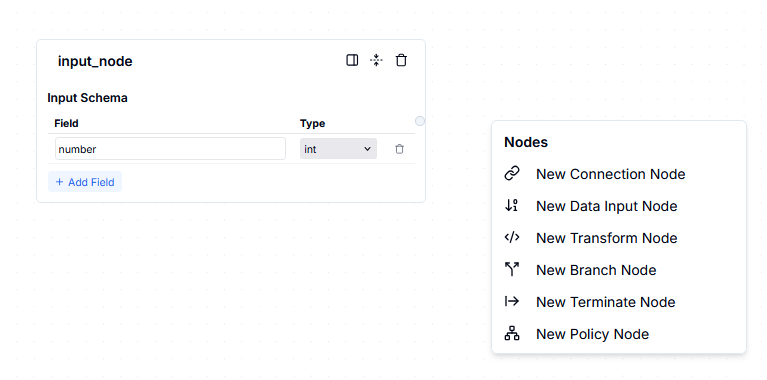 input_node
Input Schema
Field Type
number int
+ Add Field
Nodes
New Connection Node
New Data Input Node
New Transform Node
New Branch Node
New Terminate Node
New Policy Node